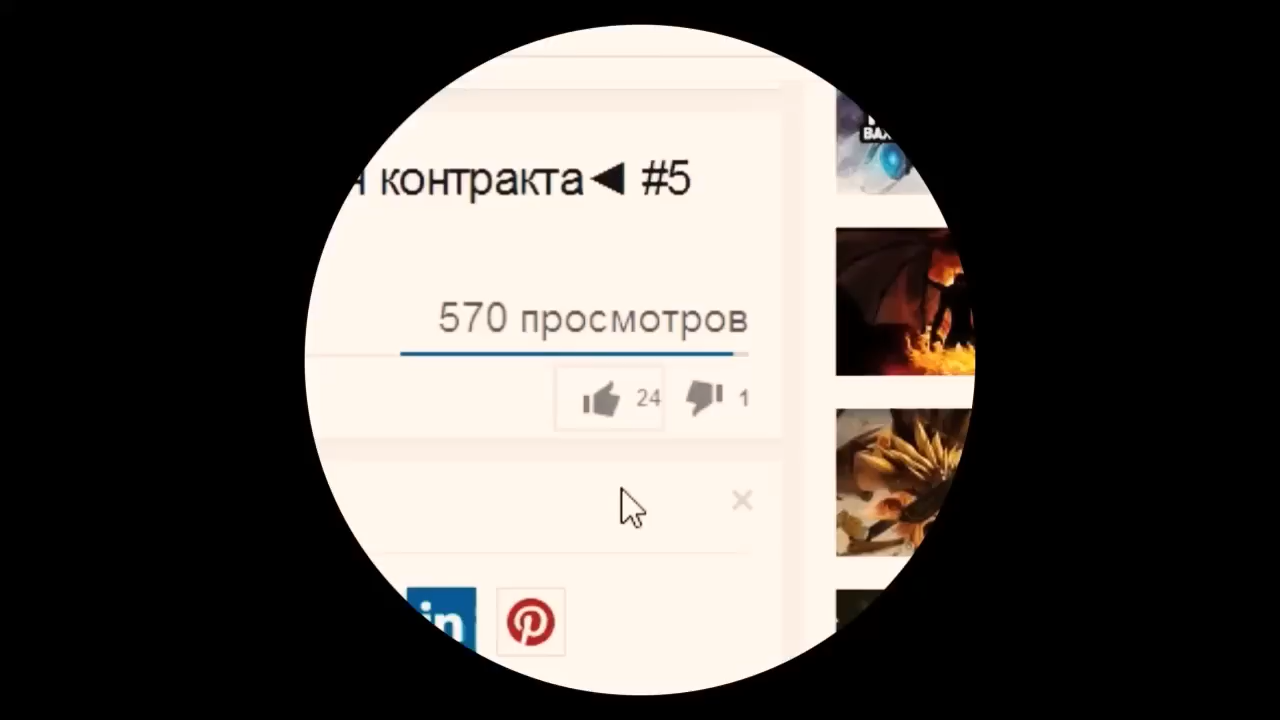 контракта◀ #5
570 просмотров
24 1
in